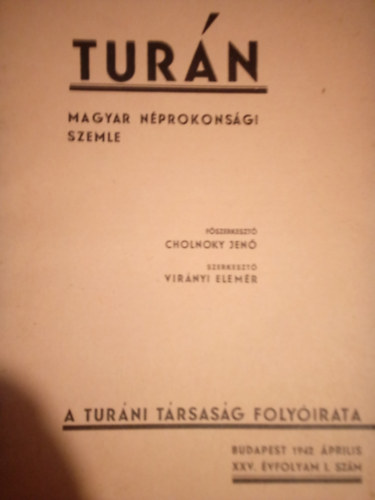 TURÁN
MAGYAR NÉPROKONSÁGI
SZEMLE
FŐSZERKESZTŐ
CHOLNOKY JENŐ
SZERKESZTŐ
VIRÁNYI ELEMÉR
A TURÁNI TÁRSASÁG FOLYÓIRATA
BUDAPEST 1942 ÁPRILIS
XXV. ÉVFOLYAM 1. SZÁM